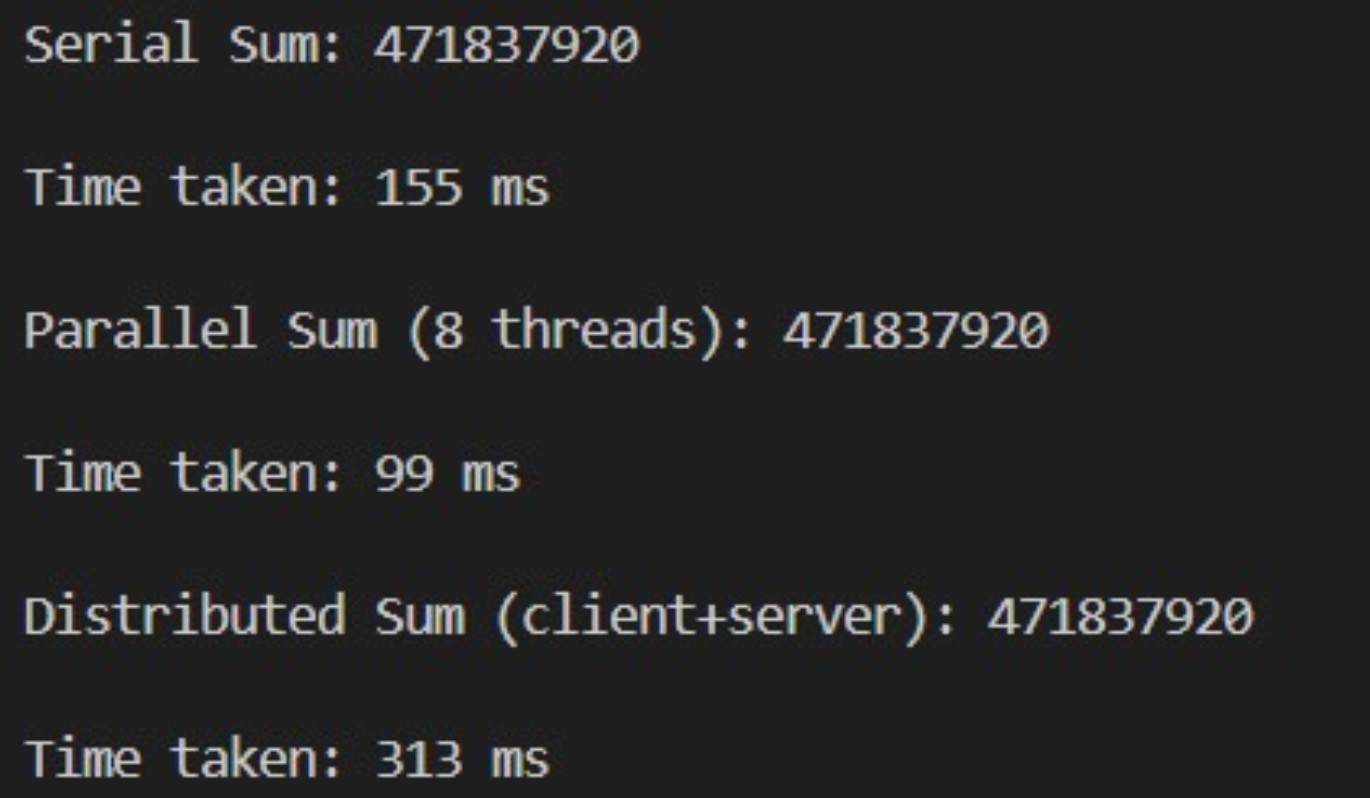 Serial Sum: 471837920
Time taken: 155 ms
Parallel Sum (8 threads): 471837920
Time taken: 99 ms
Distributed Sum (client+server): 471837920
Time taken: 313 ms